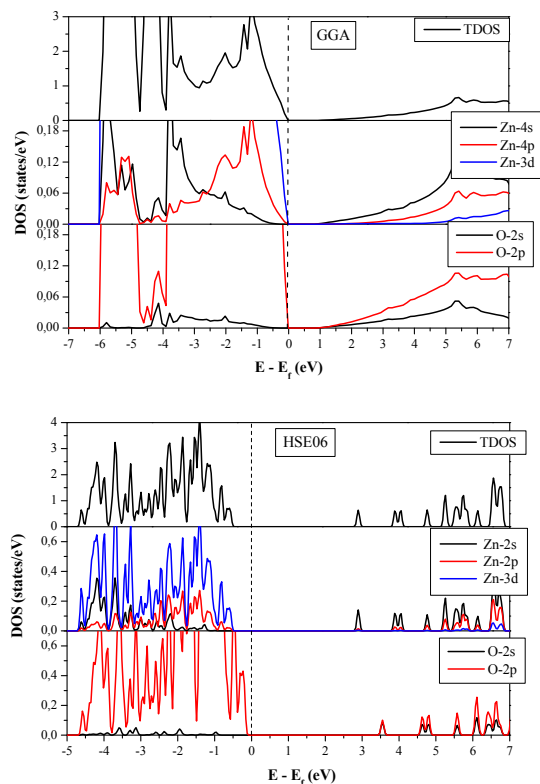 GGA
TDOS
3
2
1
0
Zn-4s
Zn-4p
Zn-3d
0,18
0,12
0,06
0,00
O-2s
O-2p
0,18
0,12
0,06
0,00
DOS (states/eV)
-7 -6 -5 -4 -3 -2 -1 0 1 2 3 4 5 6 7
E - E_f (eV)
HSE06
TDOS
4
3
2
1
0
Zn-2s
Zn-2p
Zn-3d
0,6
0,4
0,2
0,0
O-2s
O-2p
0,6
0,4
0,2
0,0
DOS (states/eV)
-5 -4 -3 -2 -1 0 1 2 3 4 5 6 7
E - E_f (eV)